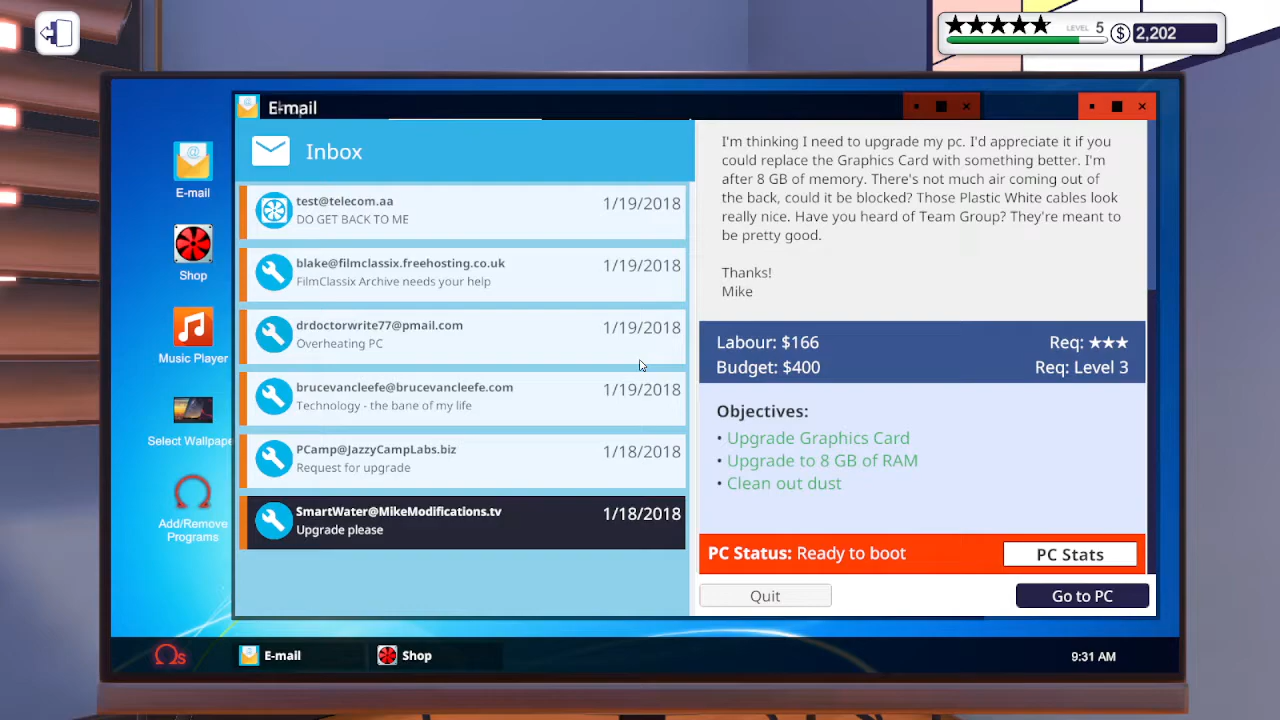 LEVEL 5
$ 2,202
E-mail
Inbox
test@telecom.aa
DO GET BACK TO ME
1/19/2018
blake@filmclassix.freehosting.co.uk
FilmClassix Archive needs your help
1/19/2018
drdoctorwrite77@pmail.com
Overheating PC
1/19/2018
brucevancleefe@brucevancleefe.com
Technology - the bane of my life
1/19/2018
PCamp@JazzyCampLabs.biz
Request for upgrade
1/18/2018
SmartWater@MikeModifications.tv
Upgrade please
1/18/2018
I'm thinking I need to upgrade my pc. I'd appreciate it if you
could replace the Graphics Card with something better. I'm
after 8 GB of memory. There's not much air coming out of
the back, could it be blocked? Those Plastic White cables look
really nice. Have you heard of Team Group? They're meant to
be pretty good.
Thanks!
Mike
Labour: $166
Req: ★★★
Budget: $400
Req: Level 3
Objectives:
• Upgrade Graphics Card
• Upgrade to 8 GB of RAM
• Clean out dust
PC Status: Ready to boot
PC Stats
Quit
Go to PC
E-mail
Shop
Music Player
Select Wallpape
Add/Remove
Programs
Ωs
E-mail
Shop
9:31 AM